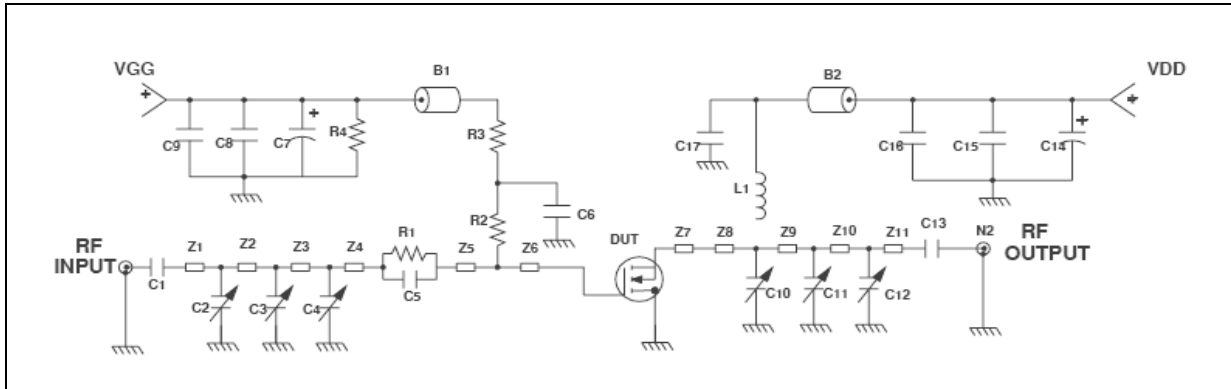 VGG
B1
B2
VDD
C9
C8
C7
+
R4
R3
C17
C16
C15
C14
+
L1
R2
C6
RF
INPUT
C1
Z1
Z2
Z3
Z4
R1
C5
Z5
Z6
DUT
Z7
Z8
Z9
Z10
Z11
C13
N2
RF
OUTPUT
C2
C3
C4
C10
C11
C12
+
+